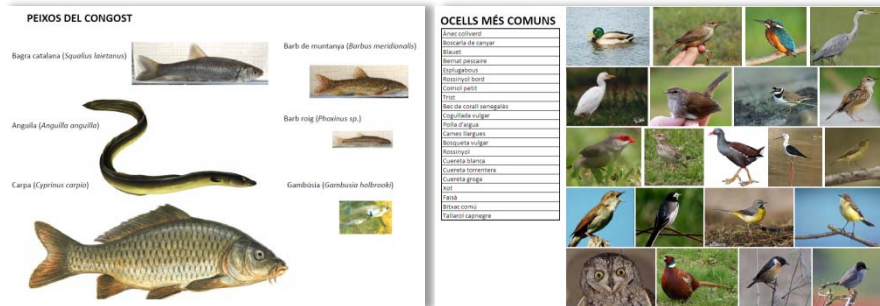 PEIXOS DEL CONGOST
Bagra catalana (Squalius laietanus)
Barb de muntanya (Barbus meridionalis)
Anguila (Anguilla anguilla)
Barb roig (Phoxinus sp.)
Carpa (Cyprinus carpio)
Gambúsia (Gambusia holbrooki)
OCELLS MÉS COMUNS
Ànec collverd
Boscarla de canyar
Blauet
Bernat pescaire
Esplugabous
Rossinyol bord
Corriol petit
Trist
Bec de corall senegalès
Cogullada vulgar
Polla d'aigua
Cames llargues
Bosqueta vulgar
Rossinyol
Cuereta blanca
Cuereta torrentera
Cuereta groga
Xot
Faisà
Bitxac comú
Tallarol capnegre